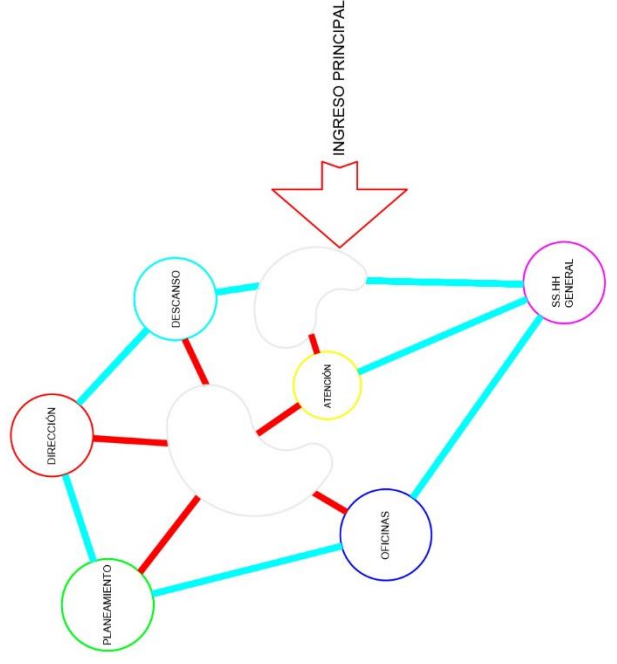 INGRESO PRINCIPAL
DESCANSO
DIRECCIÓN
SS.HH
GENERAL
ATENCIÓN
OFICINAS
PLANEAMIENTO